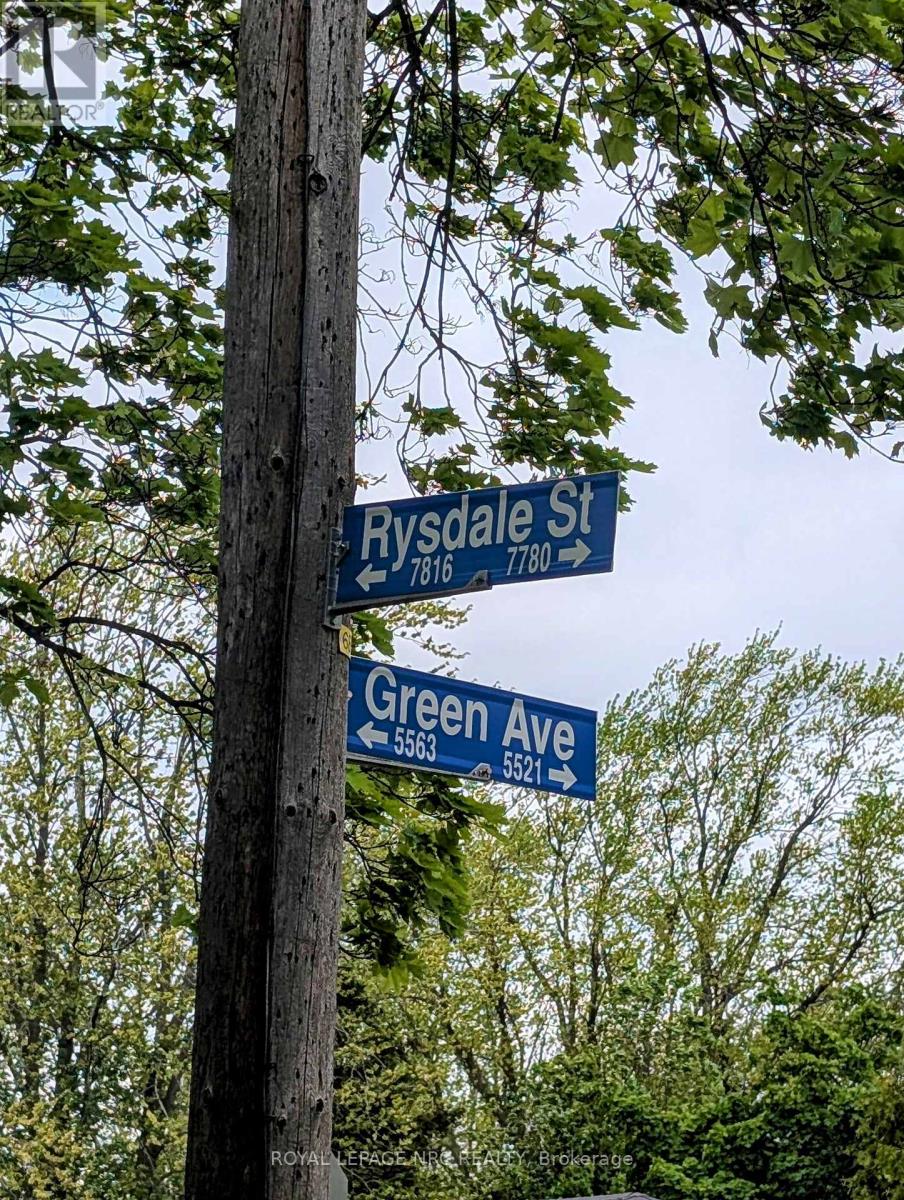 REALTOR®
Rysdale St
← 7816 7780 →
Green Ave
← 5563 5521 →
ROYAL LEPAGE NRC REALTY, Brokerage